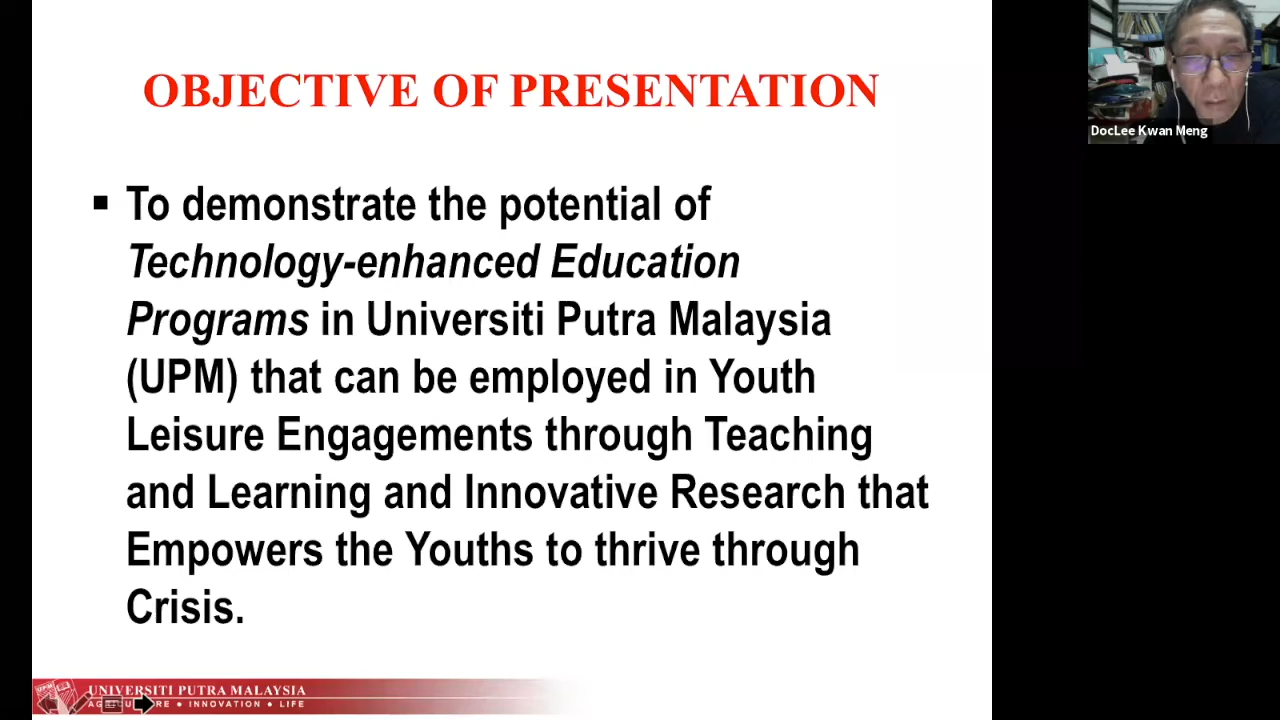 OBJECTIVE OF PRESENTATION
▪ To demonstrate the potential of
Technology-enhanced Education
Programs in Universiti Putra Malaysia
(UPM) that can be employed in Youth
Leisure Engagements through Teaching
and Learning and Innovative Research that
Empowers the Youths to thrive through
Crisis.
DocLee Kwan Meng
UNIVERSITI PUTRA MALAYSIA
● INNOVATION ● LIFE